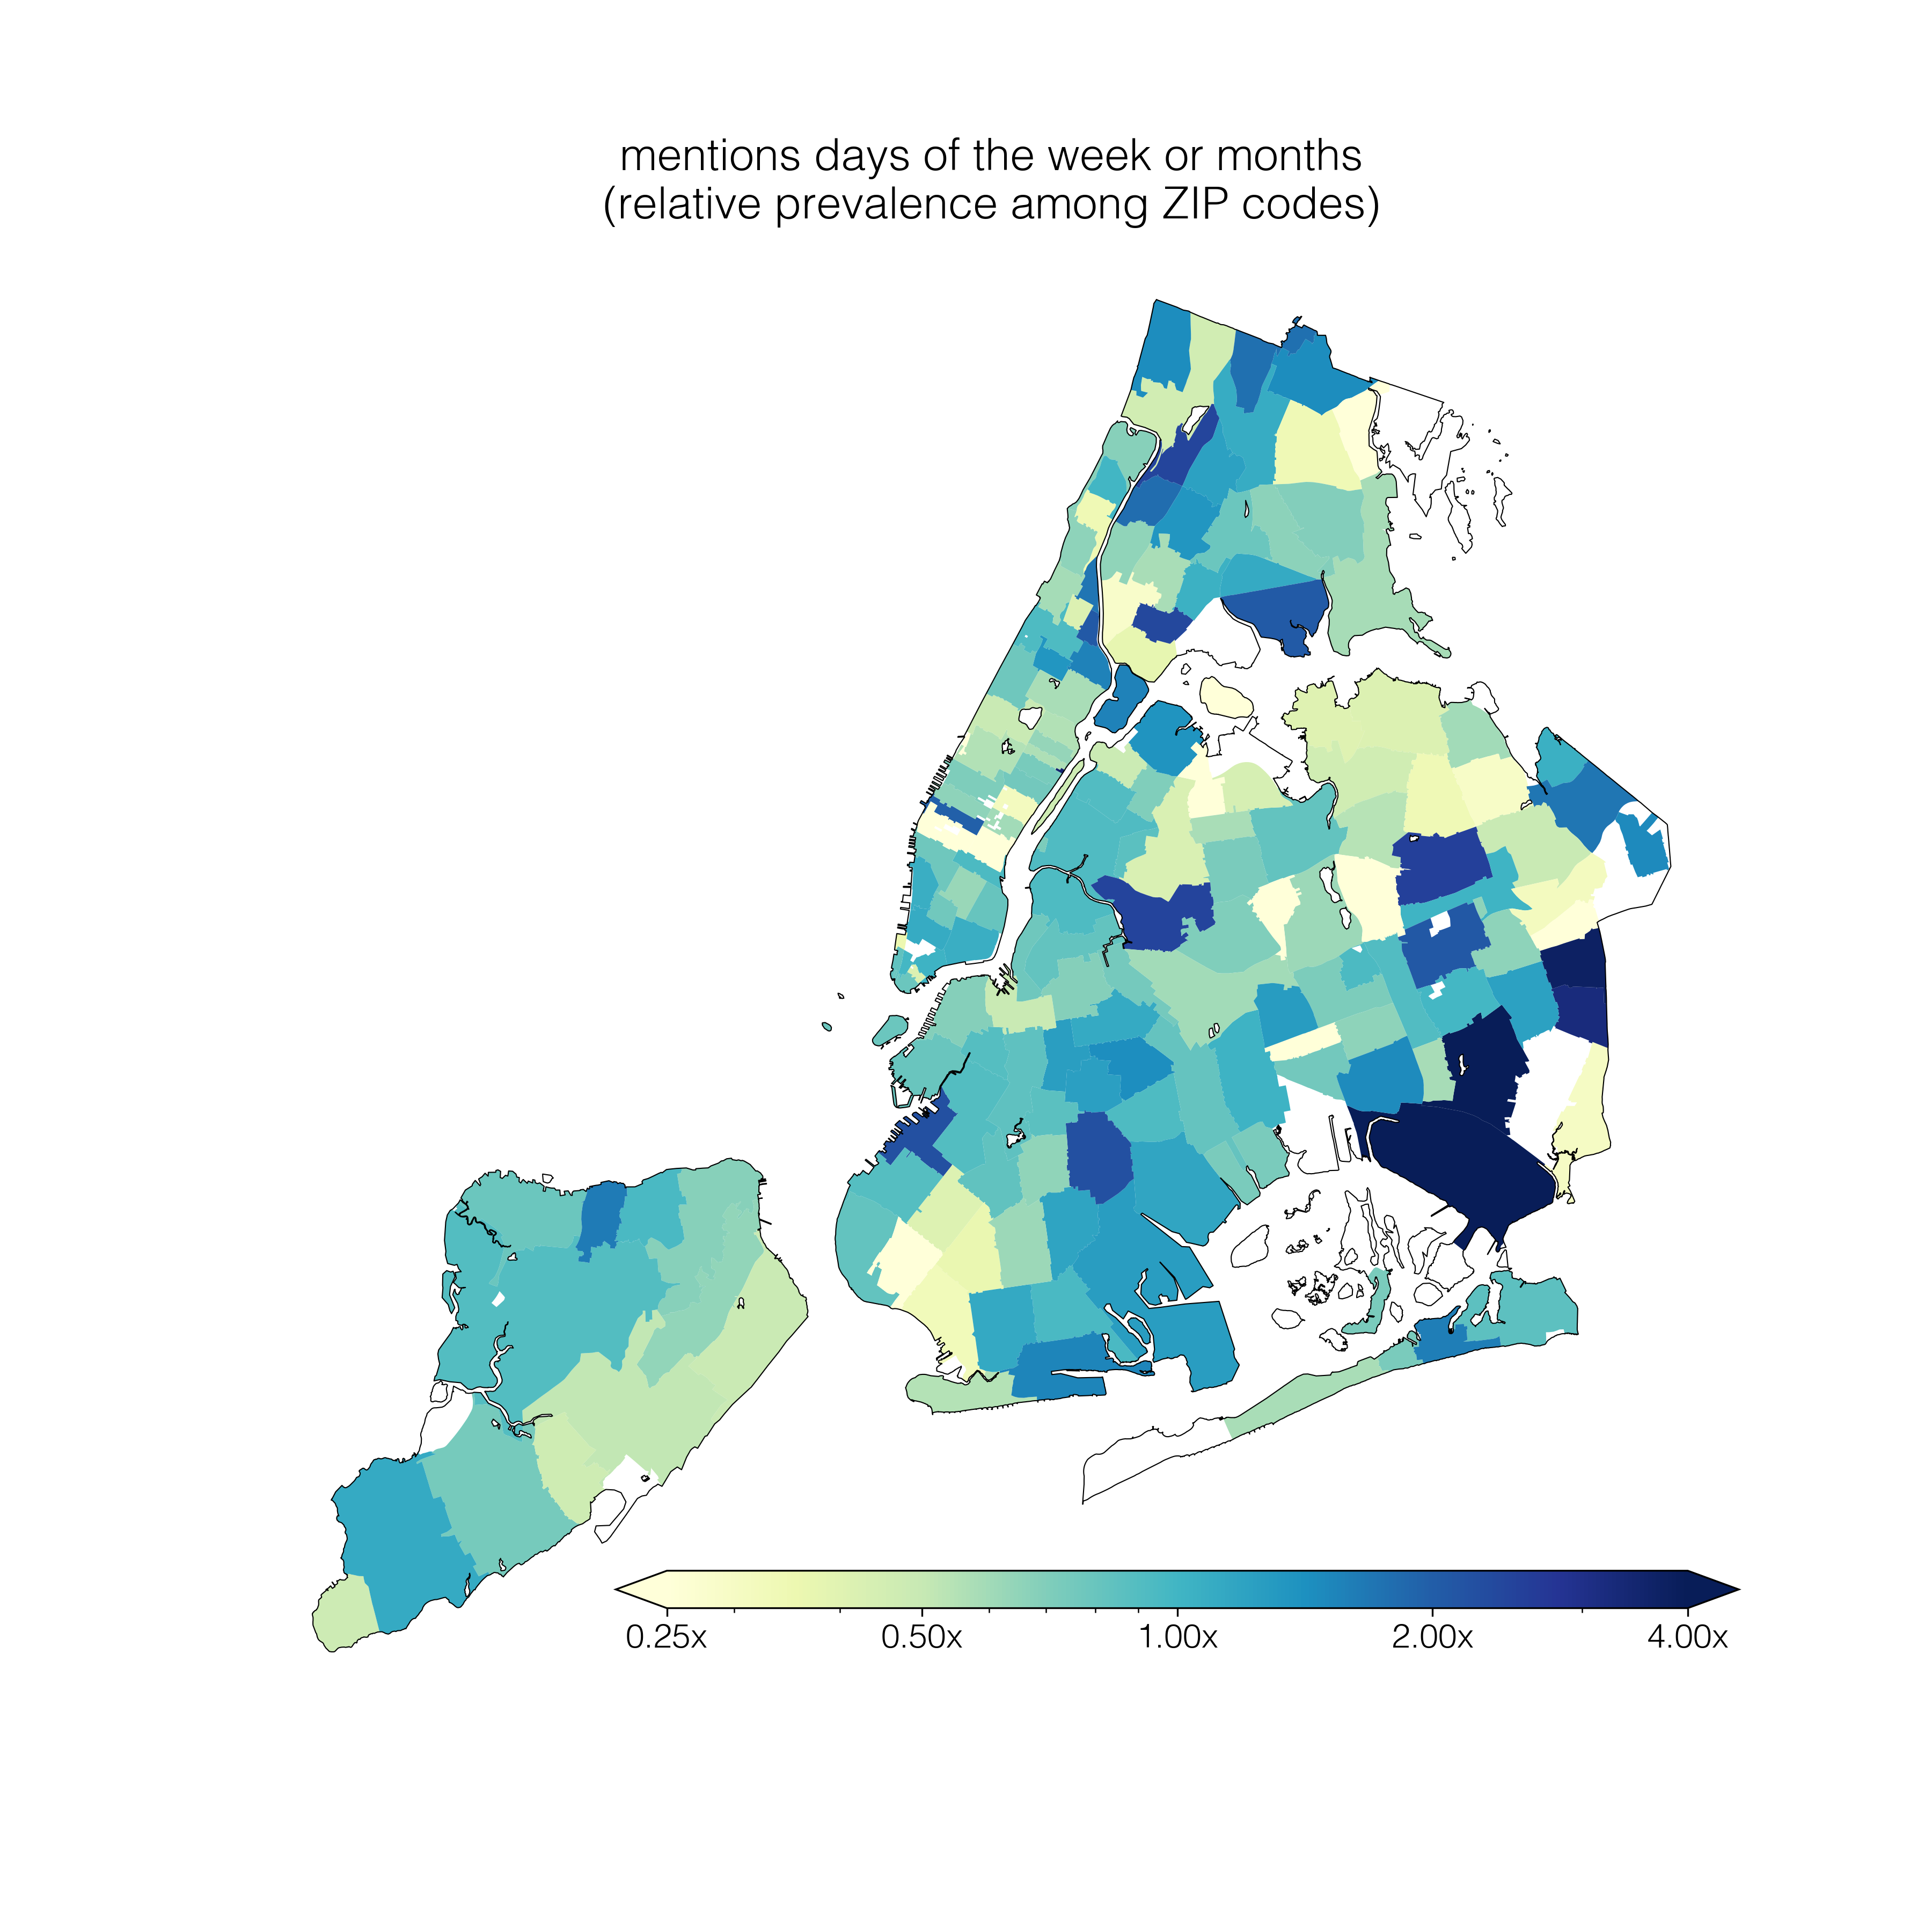 mentions days of the week or months
(relative prevalence among ZIP codes)
0.25x 0.50x 1.00x 2.00x 4.00x